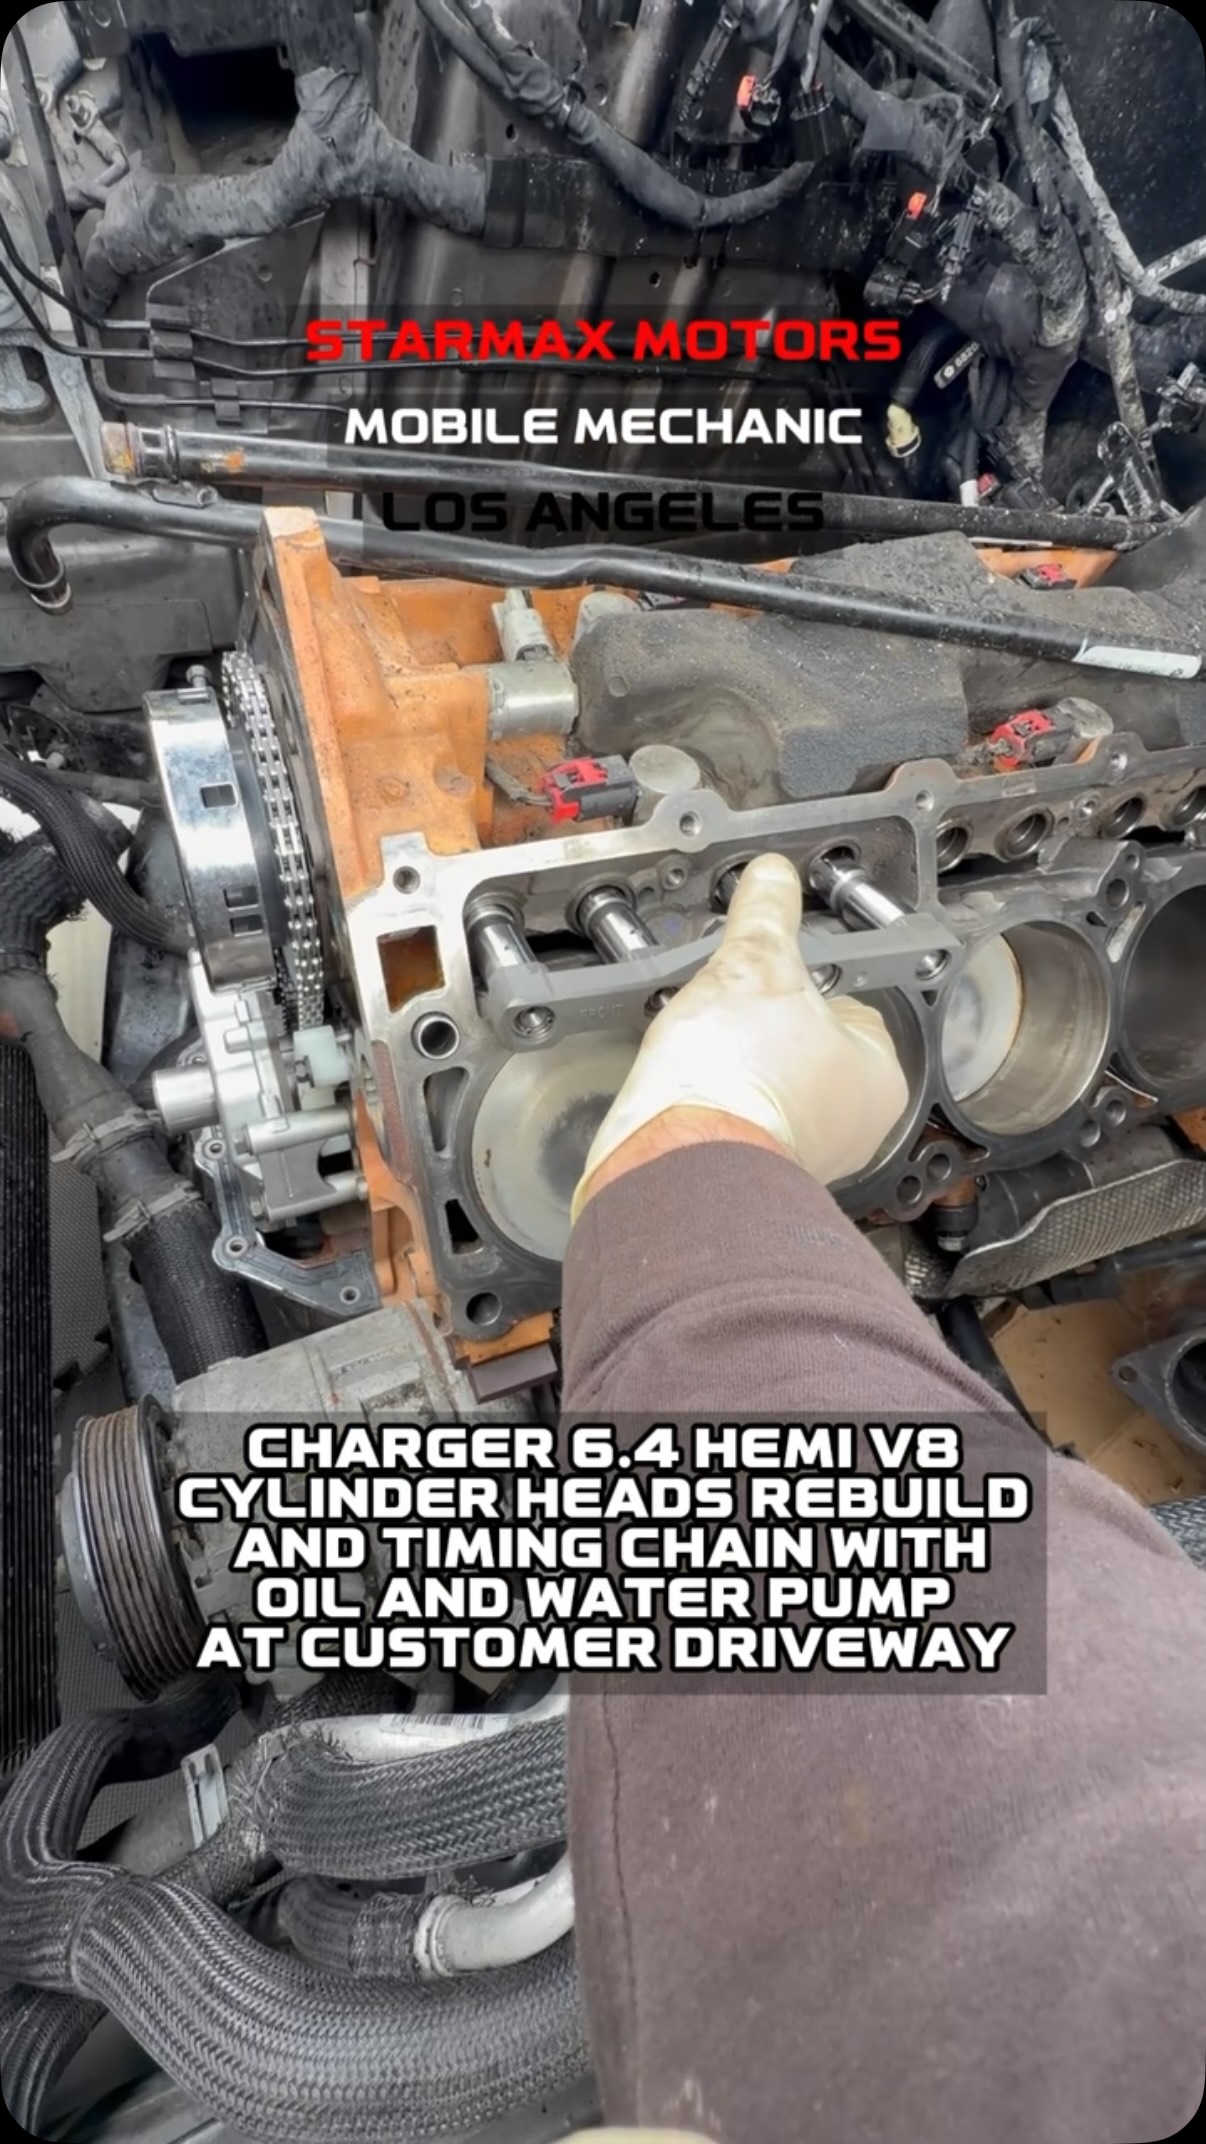 STARMAX MOTORS
MOBILE MECHANIC
LOS ANGELES
FRONT
CHARGER 6.4 HEMI V8
CYLINDER HEADS REBUILD
AND TIMING CHAIN WITH
OIL AND WATER PUMP
AT CUSTOMER DRIVEWAY